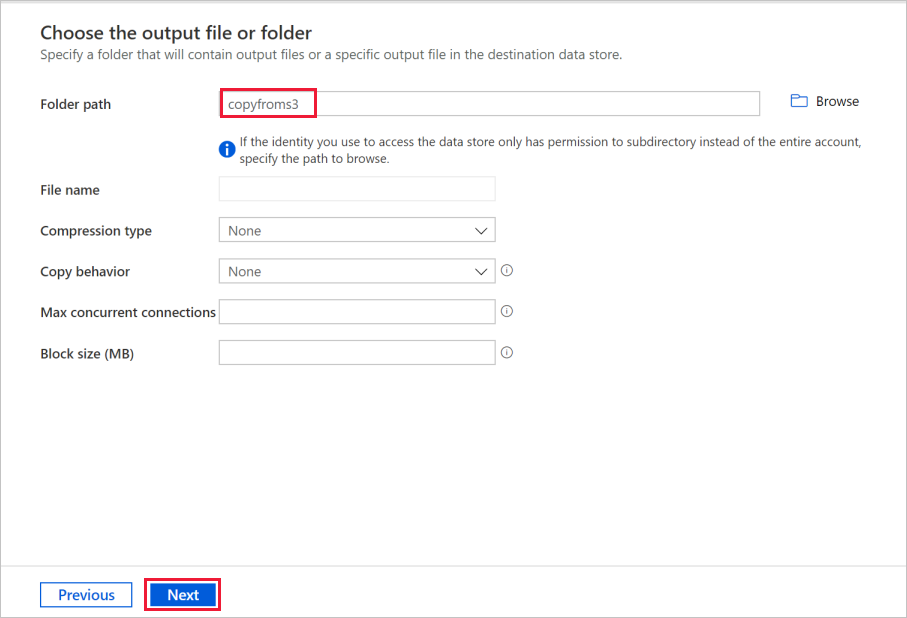 Choose the output file or folder
Specify a folder that will contain output files or a specific output file in the destination data store.
Folder path
copyfroms3
Browse
If the identity you use to access the data store only has permission to subdirectory instead of the entire account,
specify the path to browse.
File name
Compression type
None
Copy behavior
None
Max concurrent connections
Block size (MB)
Previous
Next